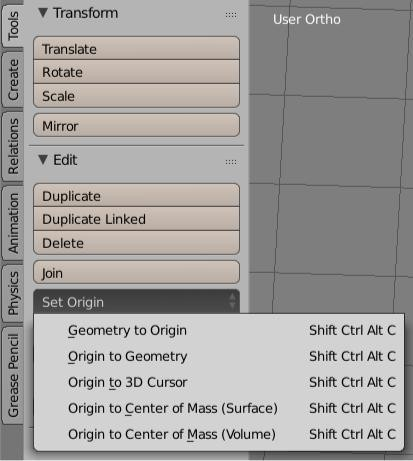 Tools
Create
Relations
Animation
Physics
Grease Pencil
Transform
Translate
Rotate
Scale
Mirror
Edit
Duplicate
Duplicate Linked
Delete
Join
Set Origin
Geometry to Origin Shift Ctrl Alt C
Origin to Geometry Shift Ctrl Alt C
Origin to 3D Cursor Shift Ctrl Alt C
Origin to Center of Mass (Surface) Shift Ctrl Alt C
Origin to Center of Mass (Volume) Shift Ctrl Alt C
User Ortho